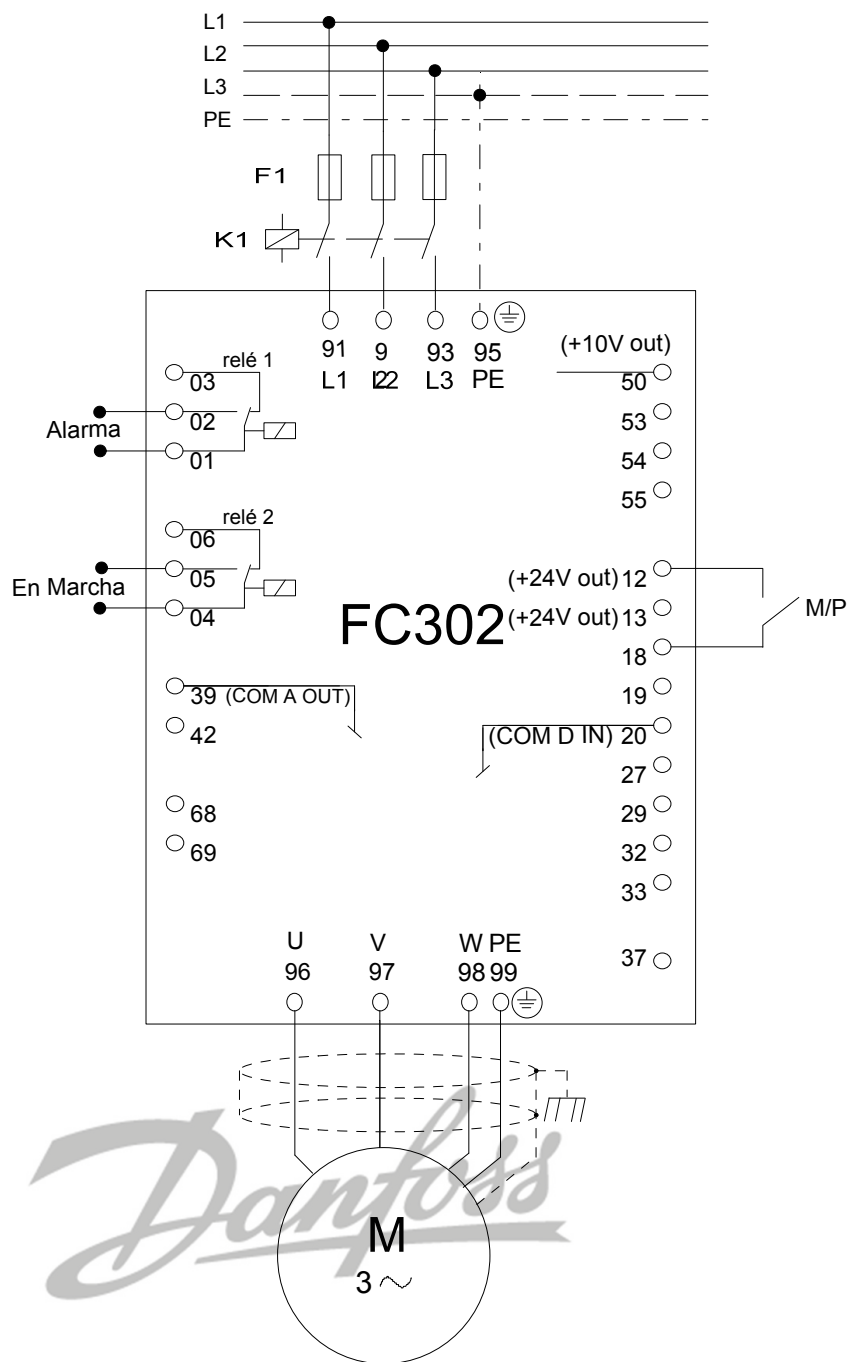 L1
L2
L3
PE
F1
K1
91 92 93 95
L1 L2 L3 PE
(+10V out)
50
53
54
55
03 relé 1
02
Alarma
01
06 relé 2
05
En Marcha
04
FC302
(+24V out) 12
(+24V out) 13
M/P
18
19
39 (COM A OUT)
(COM D IN) 20
42
27
29
68
32
69
33
37
U V W PE
96 97 98 99
Danfoss
M
3 ~